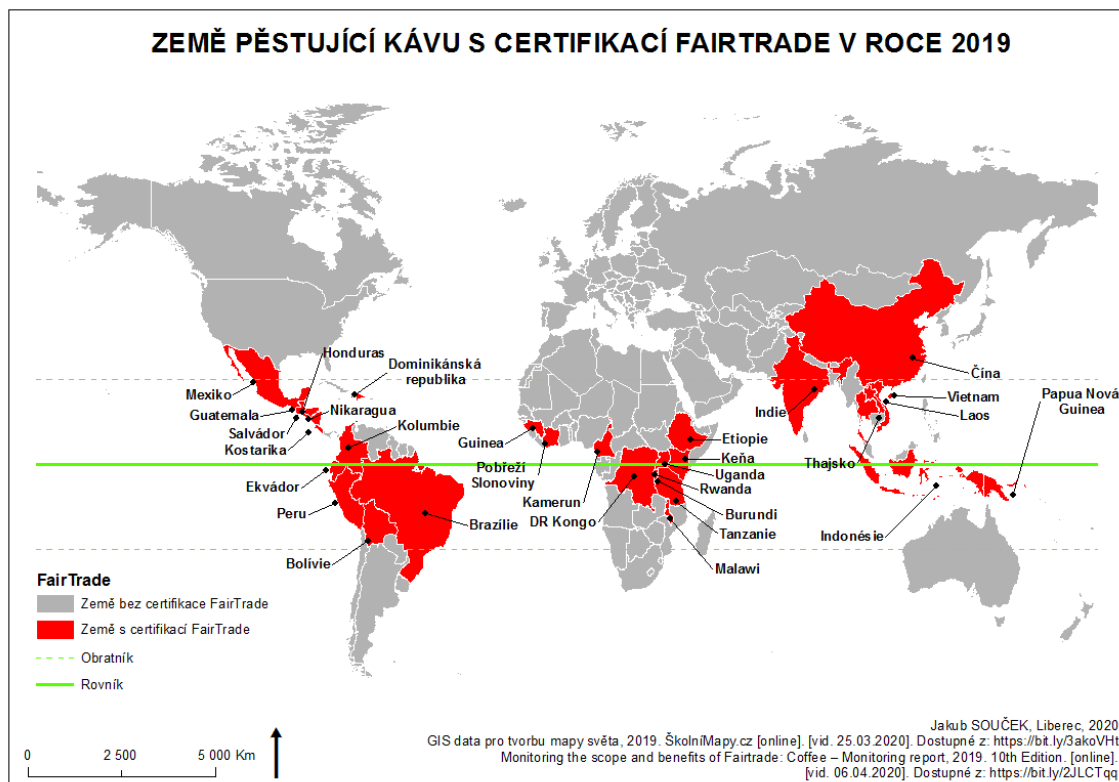 ZEMĚ PĚSTUJÍCÍ KÁVU S CERTIFIKACÍ FAIRTRADE V ROCE 2019
Honduras
Dominikánská
republika
Mexiko
Guatemala
Nikaragua
Salvádor
Kolumbie
Kostarika
Guinea
Pobřeží
Slonoviny
Kamerun
DR Kongo
Etiopie
Keňa
Uganda
Rwanda
Burundi
Tanzanie
Malawi
Čína
Indie
Vietnam
Laos
Papua Nová
Guinea
Thajsko
Indonésie
Ekvádor
Peru
Brazílie
Bolívie
FairTrade
Země bez certifikace FairTrade
Země s certifikací FairTrade
Obratník
Rovník
0 2 500 5 000 Km
Jakub SOUČEK, Liberec, 2020
GIS data pro tvorbu mapy světa, 2019. ŠkolníMapy.cz [online]. [vid. 25.03.2020]. Dostupné z: https://bit.ly/3akoVHt
Monitoring the scope and benefits of Fairtrade: Coffee – Monitoring report, 2019. 10th Edition. [online].
[vid. 06.04.2020]. Dostupné z: https://bit.ly/2JLCTqq